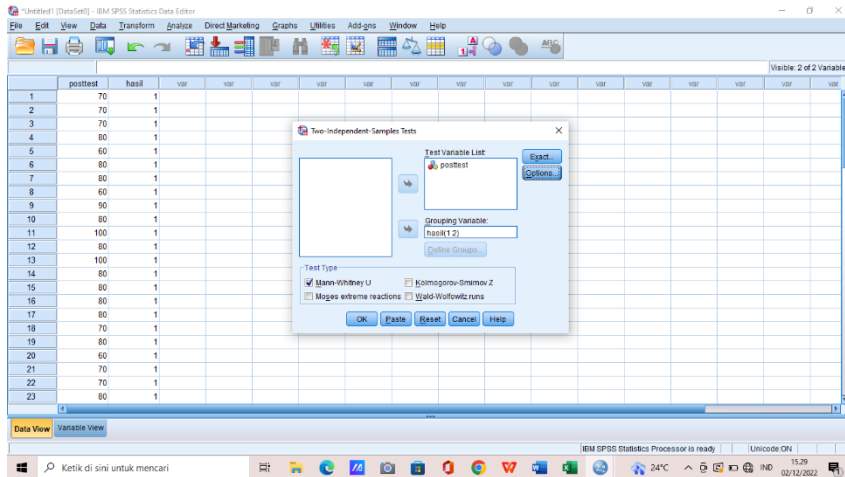 *Untitled1 [DataSet0] - IBM SPSS Statistics Data Editor
File Edit View Data Transform Analyze Direct Marketing Graphs Utilities Add-ons Window Help
Visible: 2 of 2 Variable
posttest hasil var var var var var var var var var var var var var
1 70 1
2 70 1
3 70 1
4 80 1
5 60 1
6 80 1
7 80 1
8 60 1
9 90 1
10 80 1
11 100 1
12 80 1
13 100 1
14 80 1
15 80 1
16 80 1
17 80 1
18 70 1
19 80 1
20 60 1
21 70 1
22 70 1
23 80 1
Two-Independent-Samples Tests
Test Variable List:
posttest
Exact...
Options...
Grouping Variable:
hasil(1 2)
Define Groups...
Test Type
Mann-Whitney U Kolmogorov-Smirnov Z
Moses extreme reactions Wald-Wolfowitz runs
OK Paste Reset Cancel Help
Data View Variable View
IBM SPSS Statistics Processor is ready Unicode:ON
Ketik di sini untuk mencari
24°C IND 15.29
02/12/2022